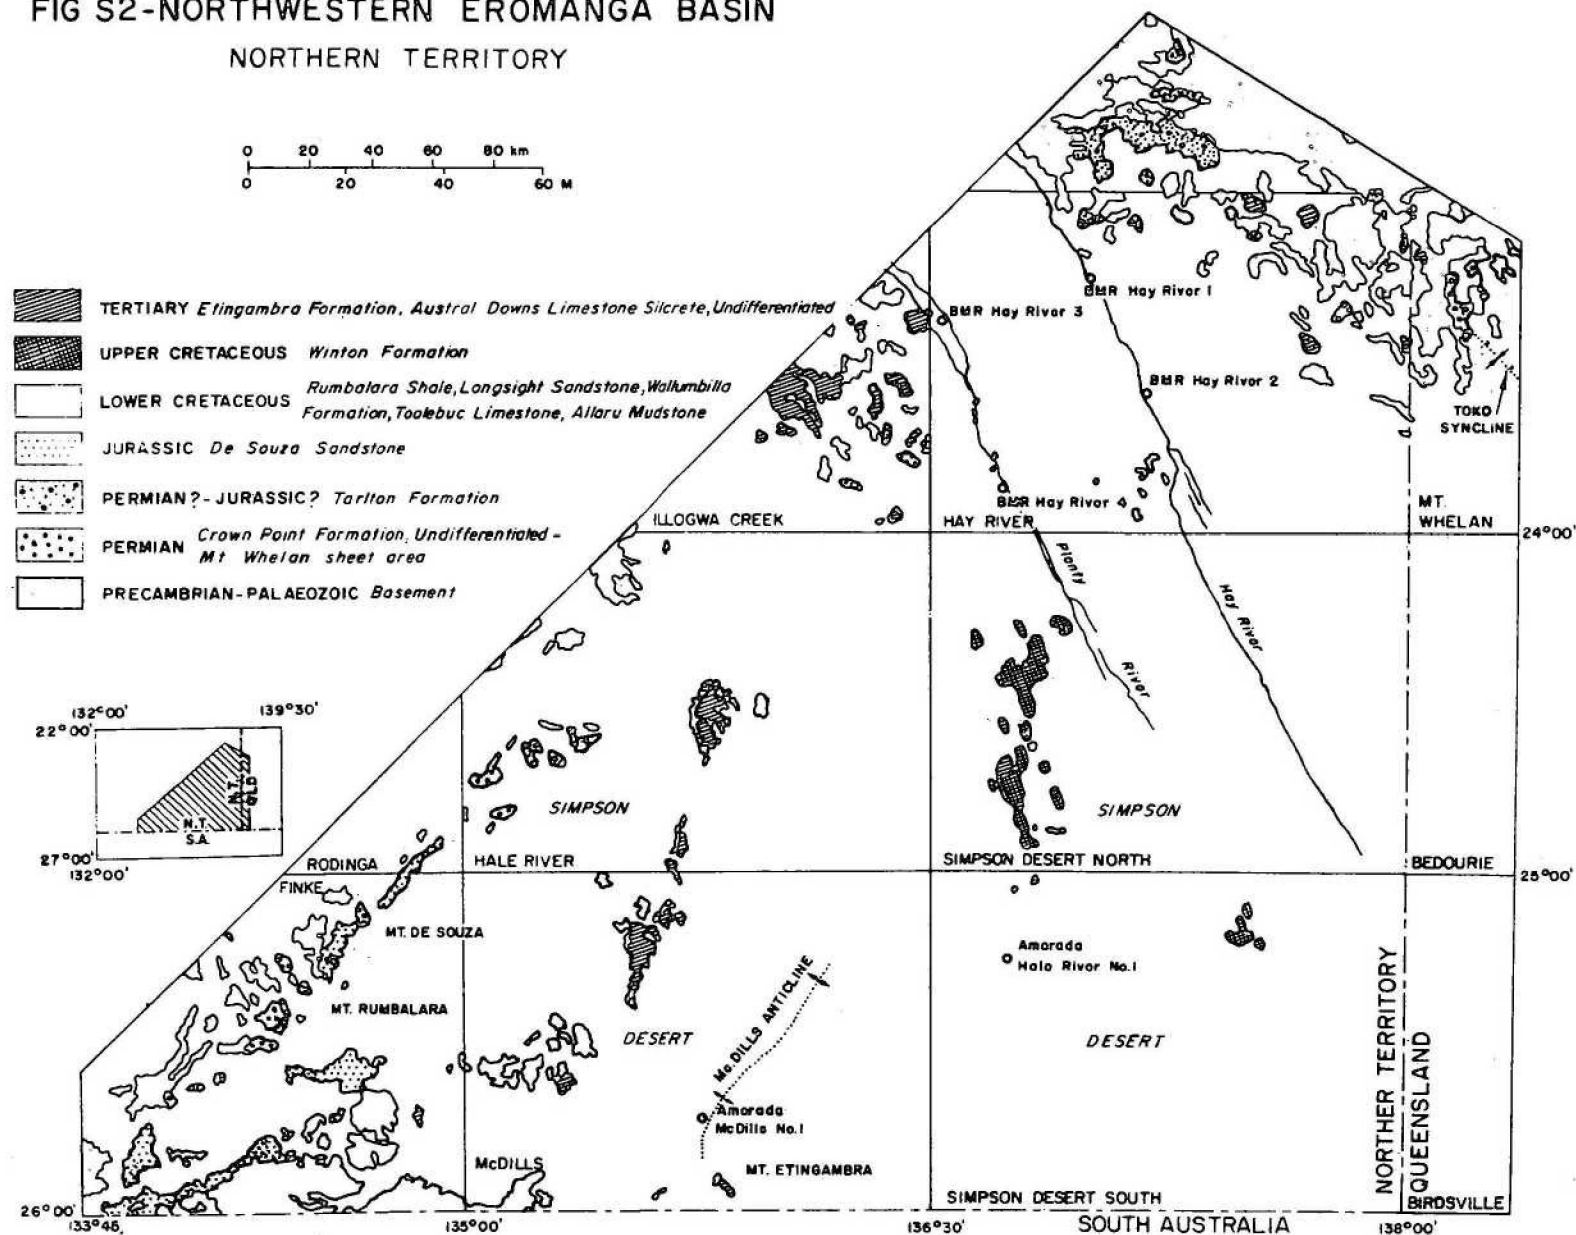 FIG S2-NORTHWESTERN EROMANGA BASIN
NORTHERN TERRITORY
0 20 40 60 80 km
0 20 40 60 M
TERTIARY Etingambra Formation, Austral Downs Limestone Silcrete, Undifferentiated
UPPER CRETACEOUS Winton Formation
LOWER CRETACEOUS Rumbalara Shale, Longsight Sandstone, Wallumbilla
Formation, Toolebuc Limestone, Allaru Mudstone
JURASSIC De Souza Sandstone
PERMIAN?-JURASSIC? Tarlton Formation
PERMIAN Crown Point Formation, Undifferentiated-
Mt Whelan sheet area
PRECAMBRIAN-PALAEOZOIC Basement
BMR Hay River 1
BMR Hay River 3
BMR Hay River 2
TOKO
SYNCLINE
BMR Hay River 4
ILLOGWA CREEK
HAY RIVER
MT.
WHELAN
24°00'
Plenty
River
Hay River
132°00'
139°30'
22°00'
N.T.
QLD
N.T.
S.A.
27°00'
132°00'
SIMPSON
SIMPSON
RODINGA
HALE RIVER
SIMPSON DESERT NORTH
BEDOURIE
25°00'
FINKE
MT. DE SOUZA
Amerada
Hale River No.1
MT. RUMBALARA
DESERT
DESERT
Mc.DILLS ANTICLINE
Amerada
McDills No.1
McDILLS
MT. ETINGAMBRA
NORTHER TERRITORY
QUEENSLAND
SIMPSON DESERT SOUTH
BIRDSVILLE
26°00'
133°45'
135°00'
136°30'
SOUTH AUSTRALIA
138°00'